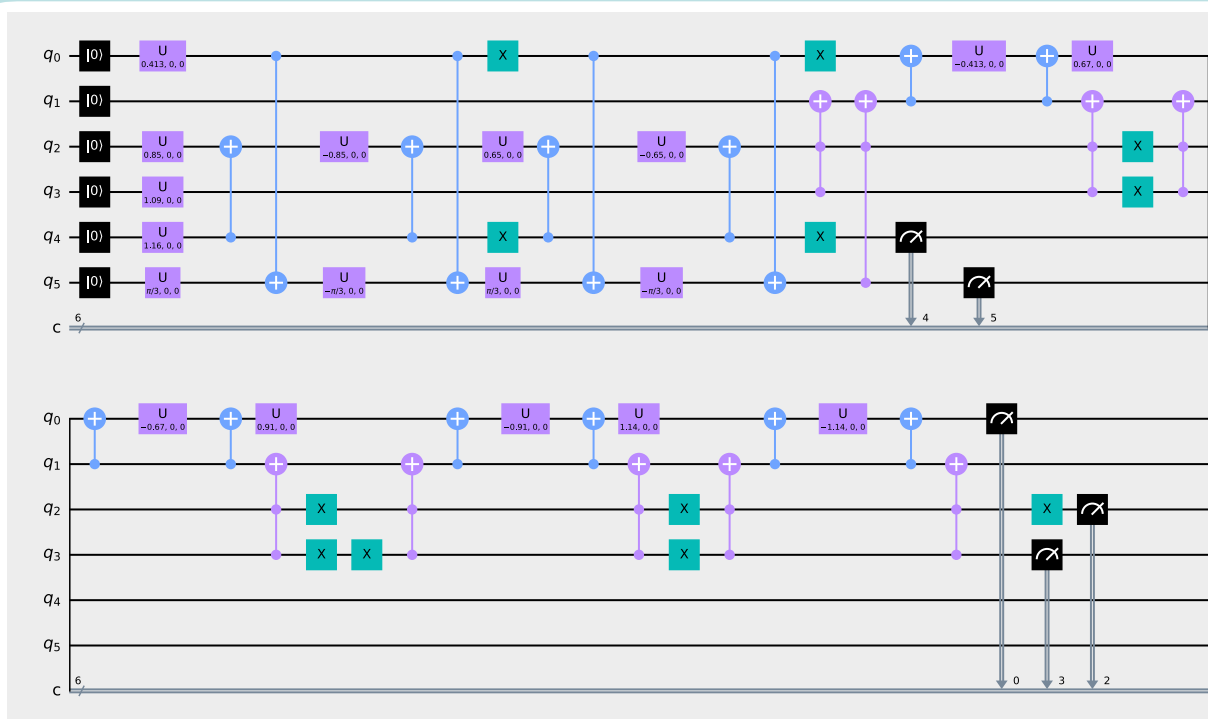 q0 |0⟩ U 0.413, 0, 0 X X U −0.413, 0, 0 U 0.67, 0, 0
q1 |0⟩
q2 |0⟩ U 0.85, 0, 0 U −0.85, 0, 0 U 0.65, 0, 0 U −0.65, 0, 0 X
q3 |0⟩ U 1.09, 0, 0 X
q4 |0⟩ U 1.16, 0, 0 X X
q5 |0⟩ U π/3, 0, 0 U −π/3, 0, 0 U π/3, 0, 0 U −π/3, 0, 0
c 6 4 5
q0 U −0.67, 0, 0 U 0.91, 0, 0 U −0.91, 0, 0 U 1.14, 0, 0 U −1.14, 0, 0
q1
q2 X X X
q3 X X X
q4
q5
c 6 0 3 2